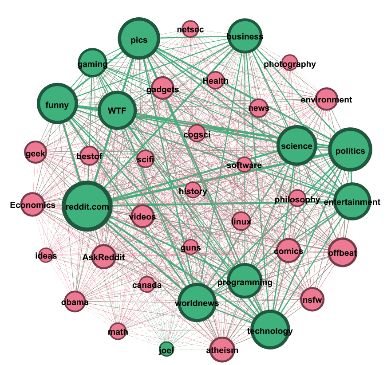 netsec
pics
business
gaming
photography
Health
gadgets
environment
funny
WTF
news
cogsci
science
politics
geek
bestof
scifi
software
history
philosophy
entertainment
Economics
reddit.com
videos
linux
guns
comics
offbeat
ideas
AskReddit
programming
canada
nsfw
obama
worldnews
technology
math
joel
atheism